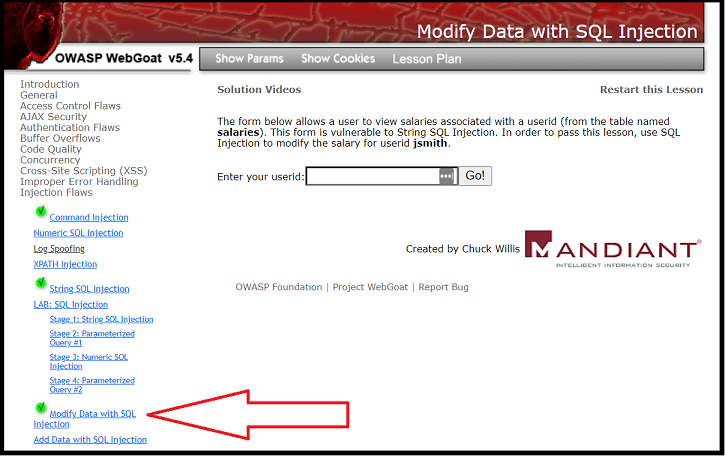 Modify Data with SQL Injection
OWASP WebGoat v5.4
Show Params Show Cookies Lesson Plan
Introduction
General
Access Control Flaws
AJAX Security
Authentication Flaws
Buffer Overflows
Code Quality
Concurrency
Cross-Site Scripting (XSS)
Improper Error Handling
Injection Flaws
Command Injection
Numeric SQL Injection
Log Spoofing
XPATH Injection
String SQL Injection
LAB: SQL Injection
Stage 1: String SQL Injection
Stage 2: Parameterized
Query #1
Stage 3: Numeric SQL
Injection
Stage 4: Parameterized
Query #2
Modify Data with SQL
Injection
Add Data with SQL Injection
Solution Videos Restart this Lesson
The form below allows a user to view salaries associated with a userid (from the table named
salaries). This form is vulnerable to String SQL Injection. In order to pass this lesson, use SQL
Injection to modify the salary for userid jsmith.
Enter your userid: Go!
Created by Chuck Willis MANDIANT®
INTELLIGENT INFORMATION SECURITY
OWASP Foundation | Project WebGoat | Report Bug